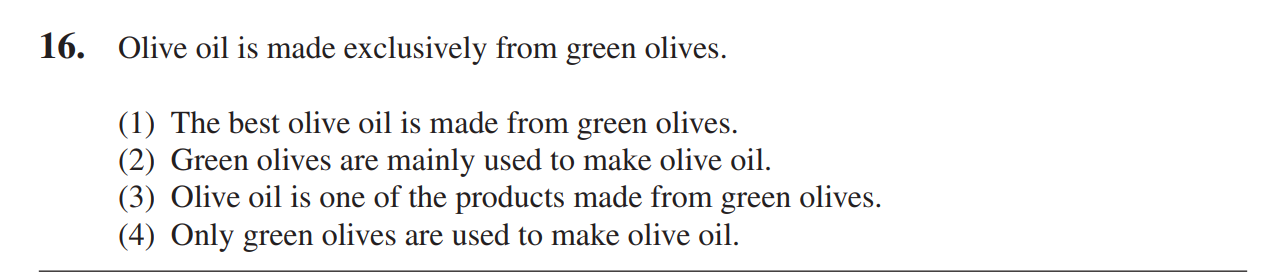 16. Olive oil is made exclusively from green olives.
(1) The best olive oil is made from green olives.
(2) Green olives are mainly used to make olive oil.
(3) Olive oil is one of the products made from green olives.
(4) Only green olives are used to make olive oil.